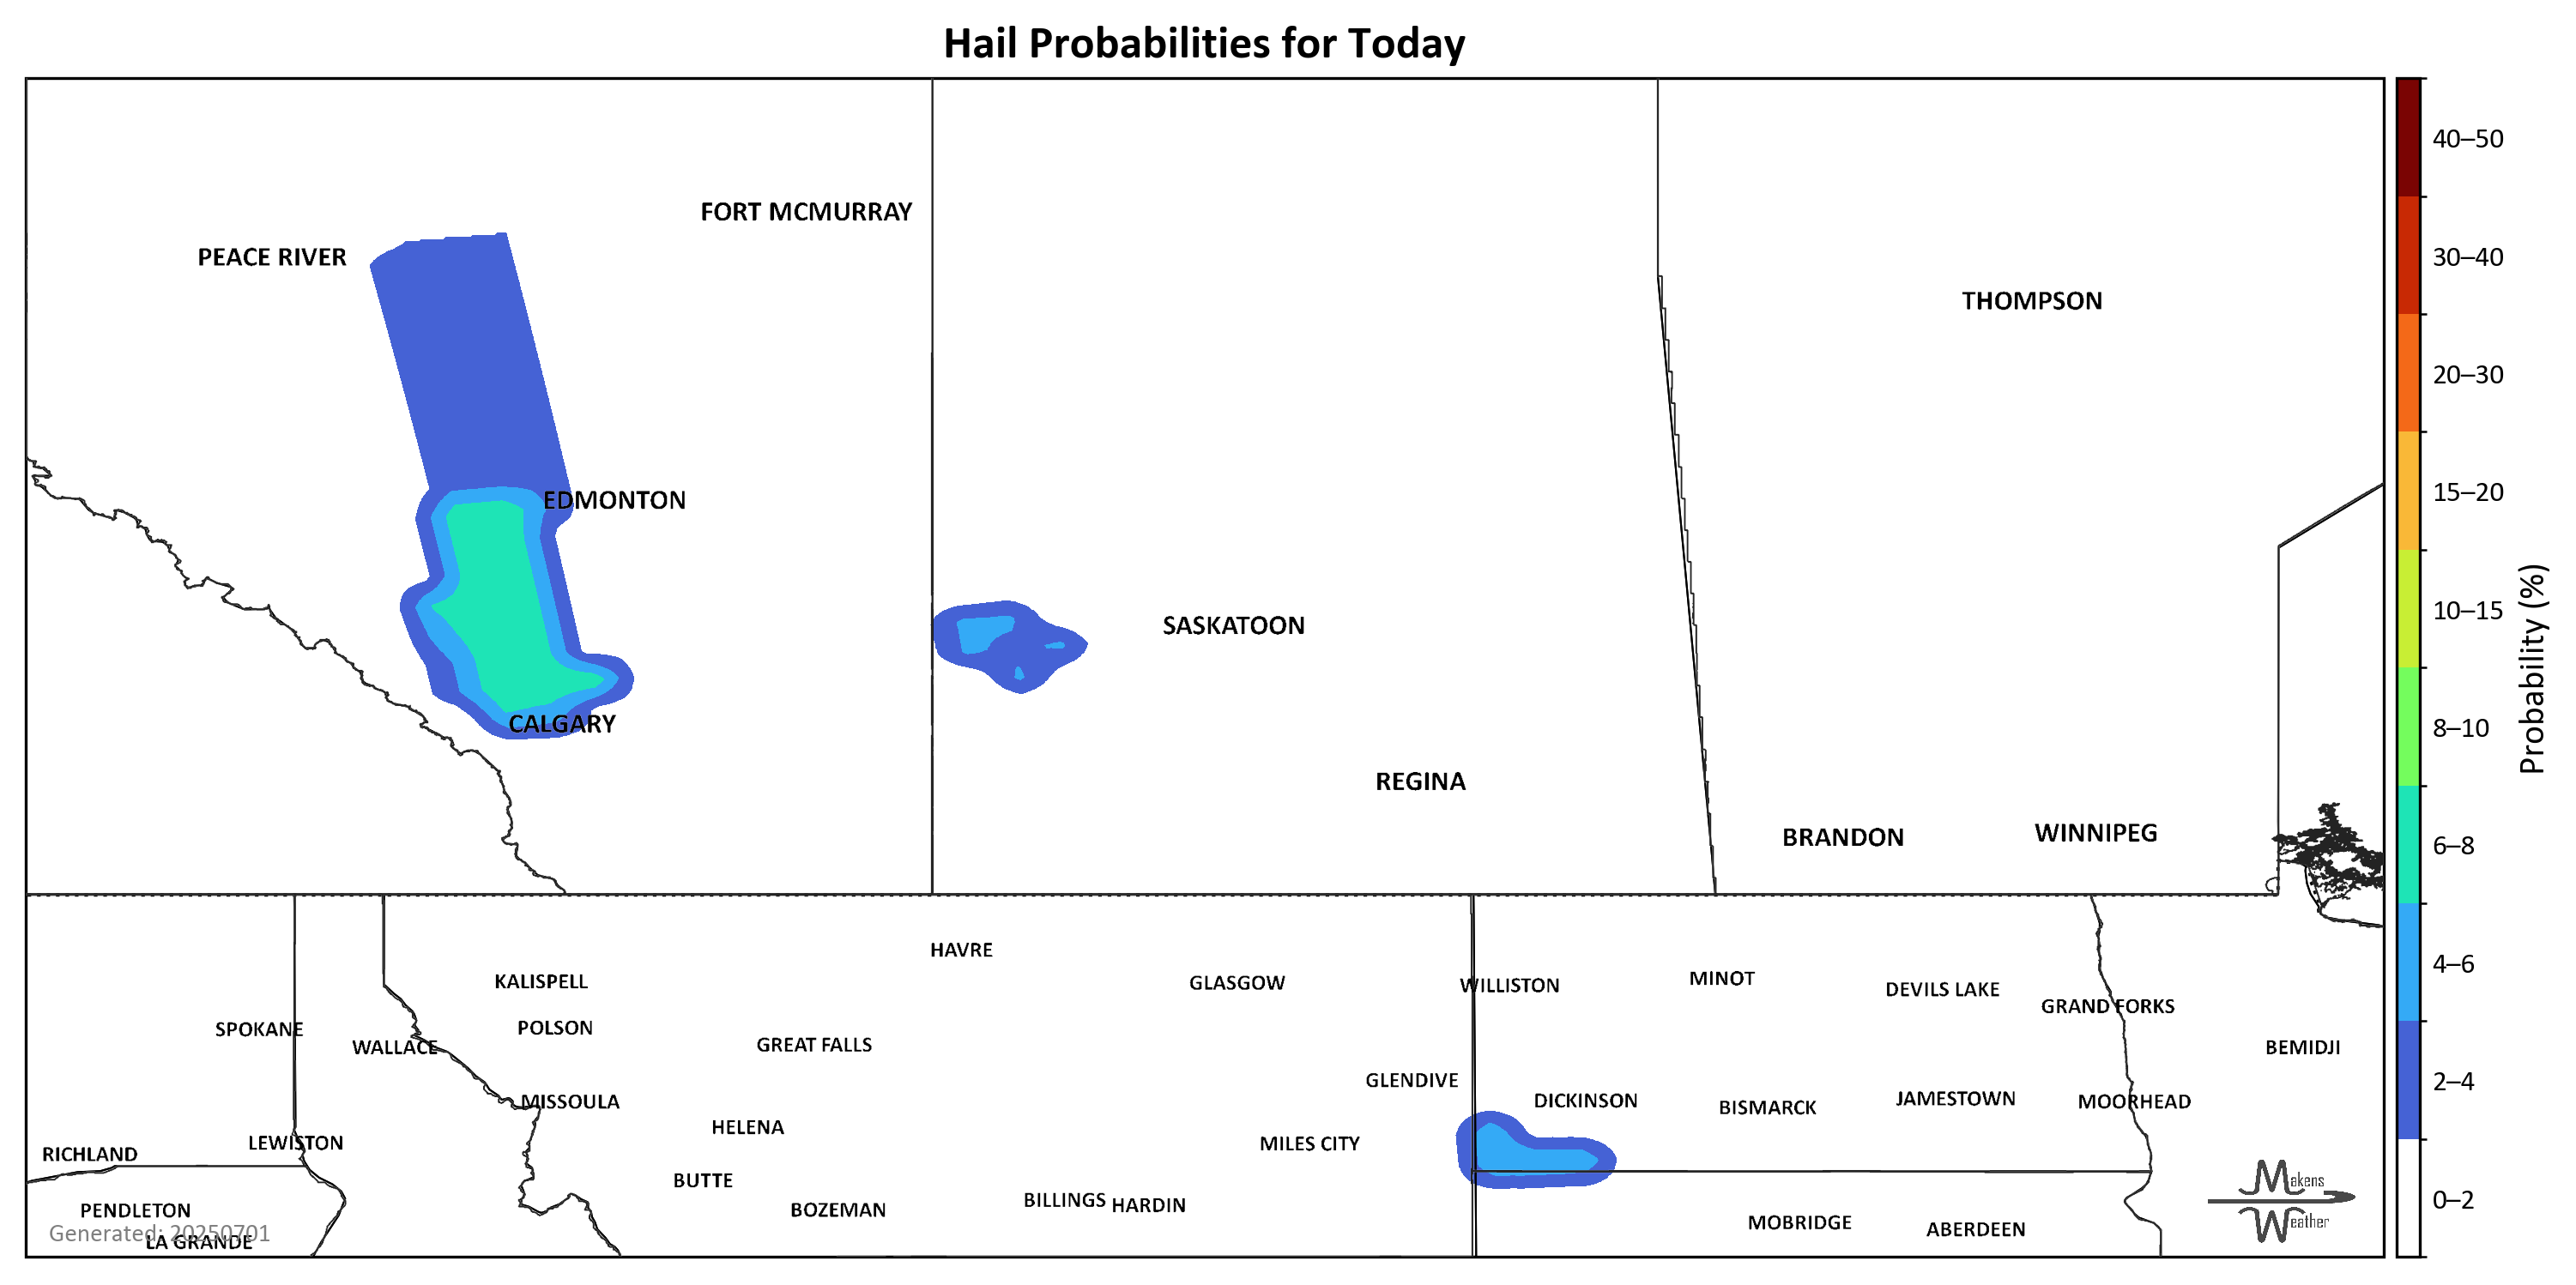 Hail Probabilities for Today
FORT MCMURRAY
PEACE RIVER
THOMPSON
EDMONTON
SASKATOON
CALGARY
REGINA
BRANDON
WINNIPEG
HAVRE
KALISPELL
GLASGOW
WILLISTON
MINOT
DEVILS LAKE
GRAND FORKS
SPOKANE
POLSON
WALLACE
GREAT FALLS
BEMIDJI
GLENDIVE
MISSOULA
DICKINSON
BISMARCK
JAMESTOWN
MOORHEAD
HELENA
LEWISTON
MILES CITY
RICHLAND
BUTTE
BILLINGS
HARDIN
PENDLETON
BOZEMAN
MOBRIDGE
ABERDEEN
Generated: 20250701
LA GRANDE
Makens
Weather
40–50
30–40
20–30
15–20
10–15
8–10
6–8
4–6
2–4
0–2
Probability (%)